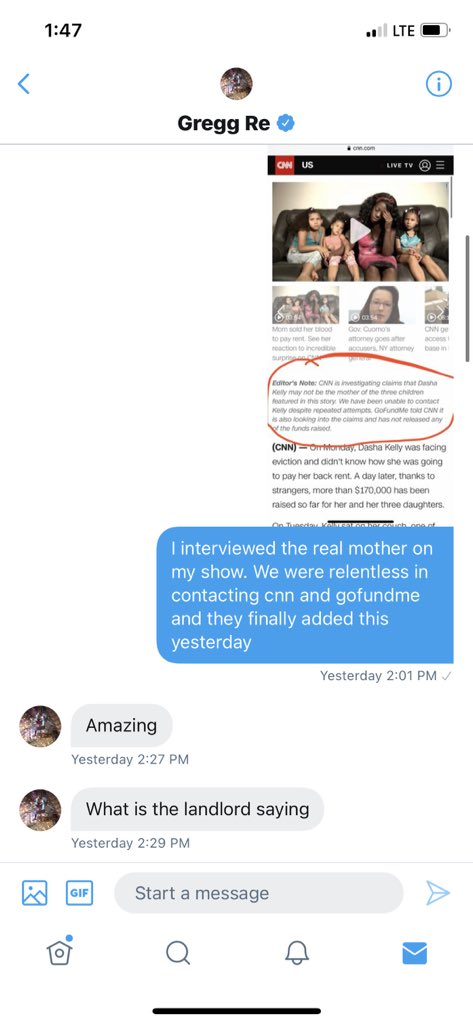 1:47
LTE
Gregg Re
cnn.com
CNN US LIVE TV
03:54
03:54
Mom sold her blood
to pay rent. See her
reaction to incredible
surprise on CNN
Gov. Cuomo's
attorney goes after
accusers, NY attorney
general
CNN ge
access
base in
Editor's Note: CNN is investigating claims that Dasha
Kelly may not be the mother of the three children
featured in this story. We have been unable to contact
Kelly despite repeated attempts. GoFundMe told CNN it
is also looking into the claims and has not released any
of the funds raised.
(CNN) — On Monday, Dasha Kelly was facing
eviction and didn't know how she was going
to pay her back rent. A day later, thanks to
strangers, more than $170,000 has been
raised so far for her and her three daughters.
On Tuesday, Kelly sat on her couch, one of
I interviewed the real mother on
my show. We were relentless in
contacting cnn and gofundme
and they finally added this
yesterday
Yesterday 2:01 PM
Amazing
Yesterday 2:27 PM
What is the landlord saying
Yesterday 2:29 PM
GIF
Start a message